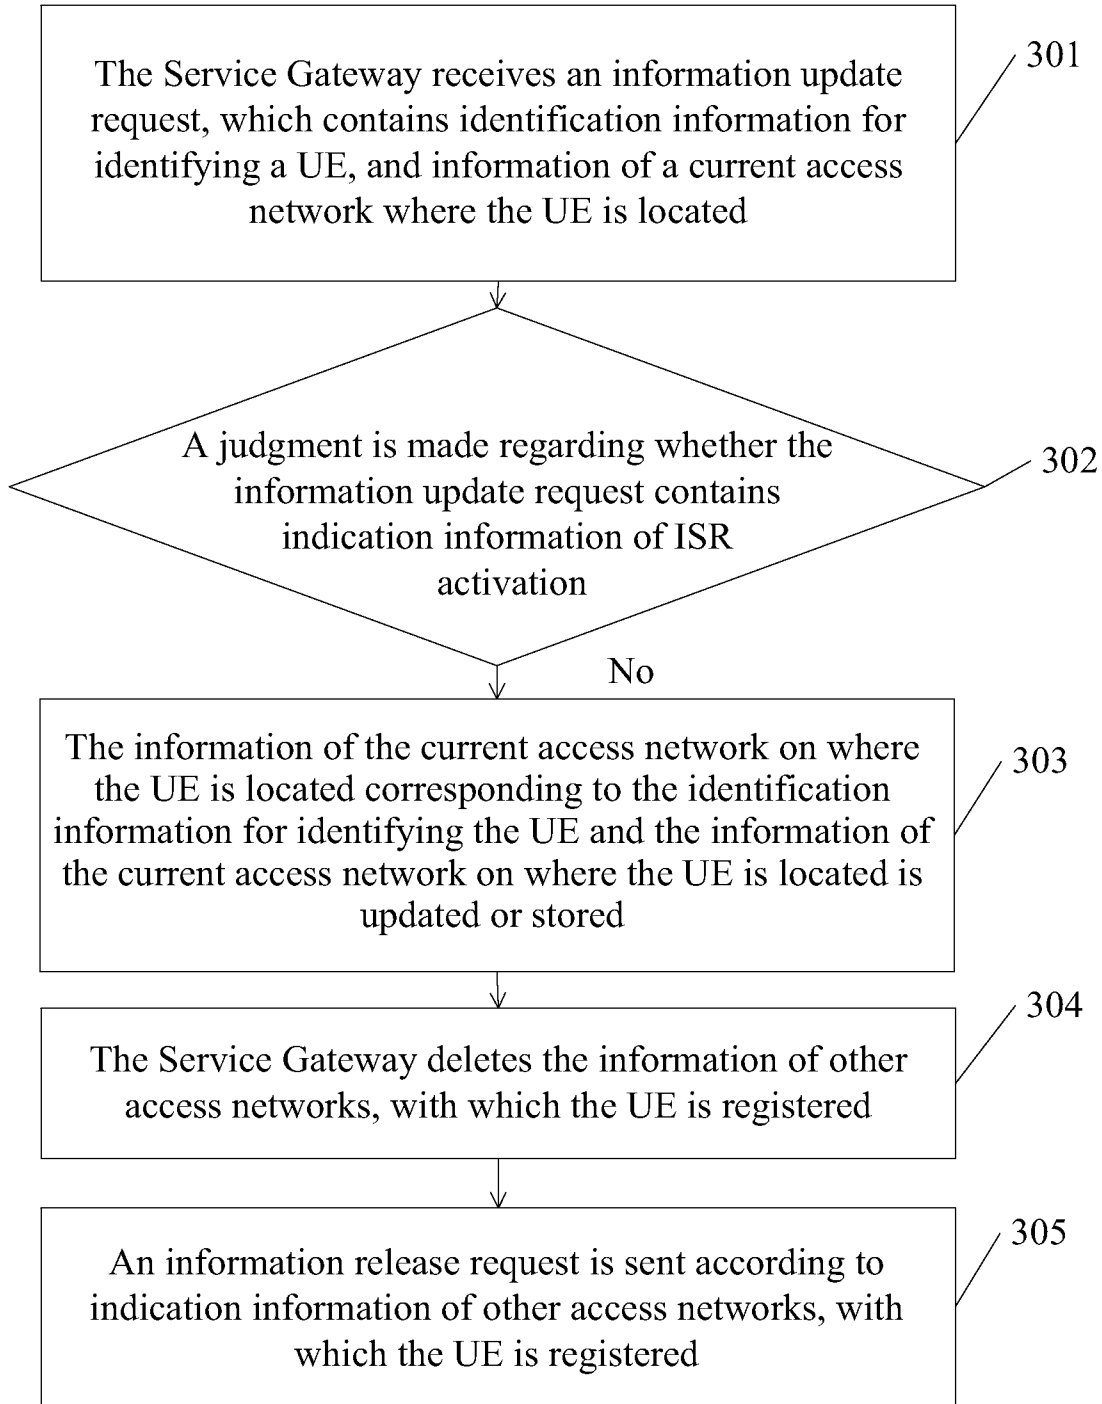 The Service Gateway receives an information update
request, which contains identification information for
identifying a UE, and information of a current access
network where the UE is located
301
A judgment is made regarding whether the
information update request contains
indication information of ISR
activation
302
No
The information of the current access network on where
the UE is located corresponding to the identification
information for identifying the UE and the information of
the current access network on where the UE is located is
updated or stored
303
The Service Gateway deletes the information of other
access networks, with which the UE is registered
304
An information release request is sent according to
indication information of other access networks, with
which the UE is registered
305